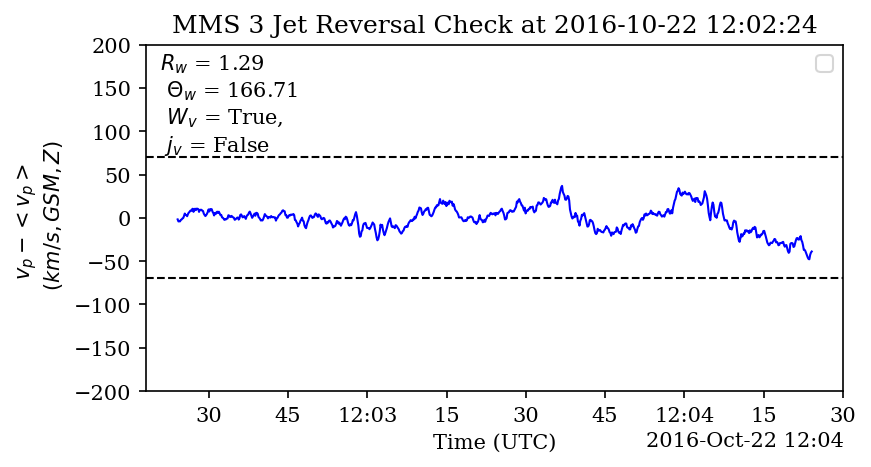 MMS 3 Jet Reversal Check at 2016-10-22 12:02:24
R_w = 1.29
Θ_w = 166.71
W_v = True,
j_v = False
v_p − < v_p >
(km/s, GSM, Z)
200
150
100
50
0
−50
−100
−150
−200
30 45 12:03 15 30 45 12:04 15 30
Time (UTC)
2016-Oct-22 12:04